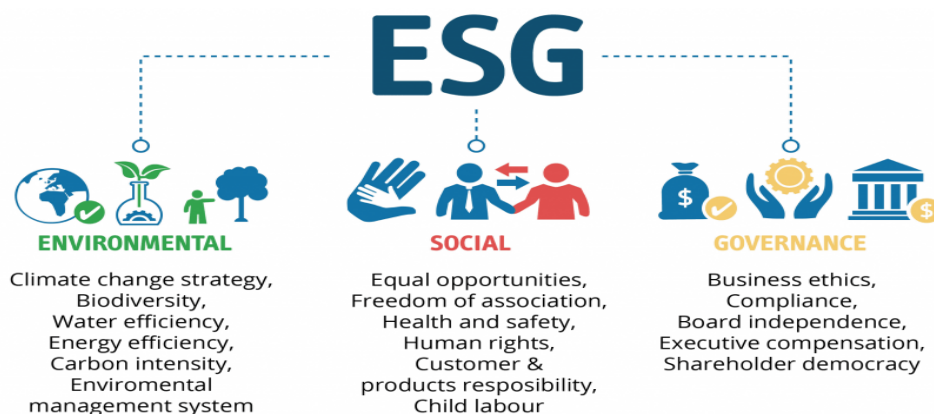 ESG
ENVIRONMENTAL
Climate change strategy,
Biodiversity,
Water efficiency,
Energy efficiency,
Carbon intensity,
Enviromental
management system
SOCIAL
Equal opportunities,
Freedom of association,
Health and safety,
Human rights,
Customer &
products resposibility,
Child labour
$
$
GOVERNANCE
Business ethics,
Compliance,
Board independence,
Executive compensation,
Shareholder democracy